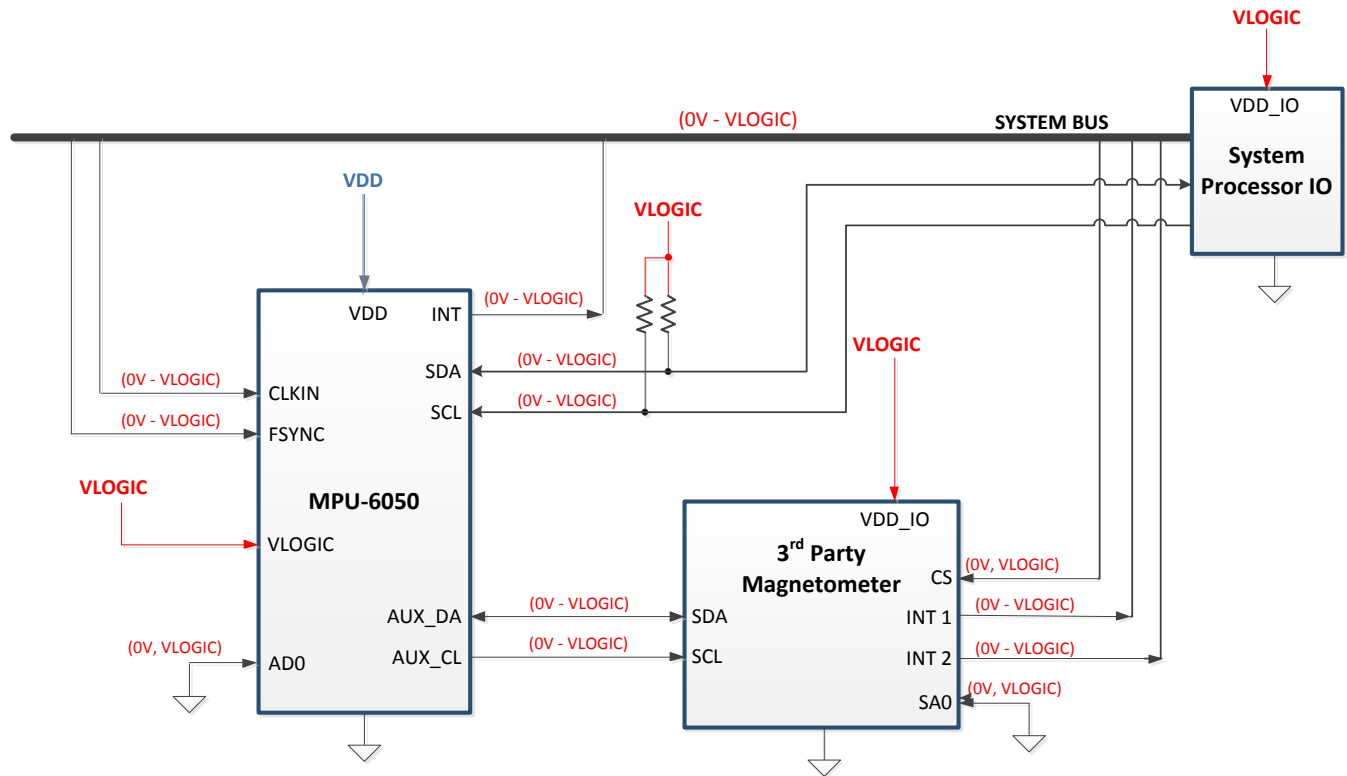 VLOGIC
VDD_IO
System
Processor IO
(0V - VLOGIC)
SYSTEM BUS
VDD
VLOGIC
VDD
INT
(0V - VLOGIC)
SDA
(0V - VLOGIC)
SCL
(0V - VLOGIC)
(0V - VLOGIC)
CLKIN
(0V - VLOGIC)
FSYNC
VLOGIC
VLOGIC
MPU-6050
AUX_DA
(0V - VLOGIC)
AUX_CL
(0V - VLOGIC)
(0V, VLOGIC)
AD0
VLOGIC
VDD_IO
3rd Party
Magnetometer
SDA
SCL
CS
(0V, VLOGIC)
INT 1
(0V - VLOGIC)
INT 2
(0V - VLOGIC)
SA0
(0V, VLOGIC)